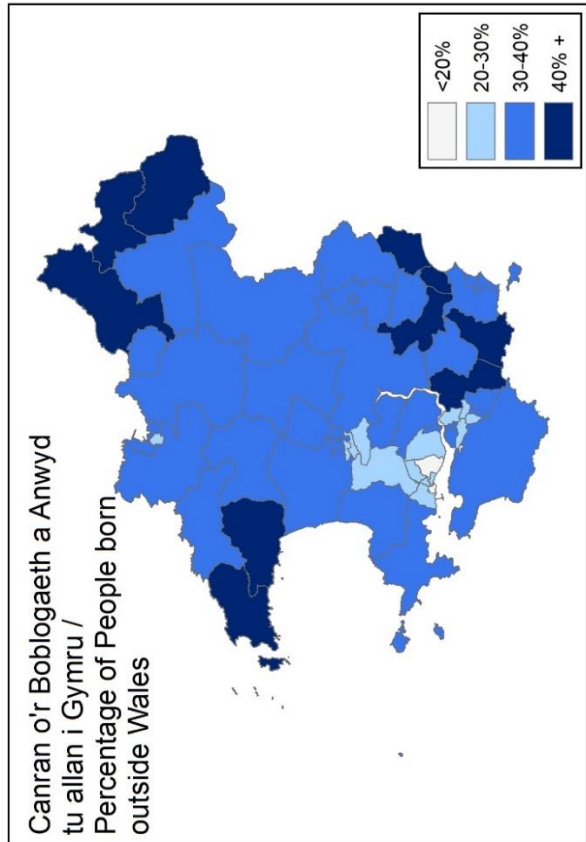 Canran o'r Boblogaeth a Anwyd
tu allan i Gymru /
Percentage of People born
outside Wales
<20%
20-30%
30-40%
40% +